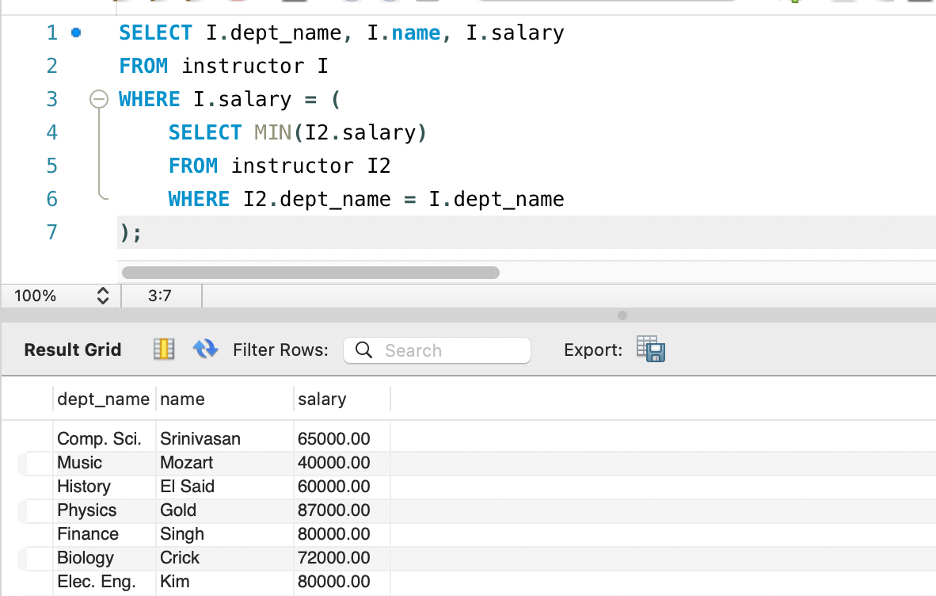 1 SELECT I.dept_name, I.name, I.salary
2 FROM instructor I
3 WHERE I.salary = (
4 SELECT MIN(I2.salary)
5 FROM instructor I2
6 WHERE I2.dept_name = I.dept_name
7 );
100% 3:7
Result Grid Filter Rows: Search Export:
dept_name name salary
Comp. Sci. Srinivasan 65000.00
Music Mozart 40000.00
History El Said 60000.00
Physics Gold 87000.00
Finance Singh 80000.00
Biology Crick 72000.00
Elec. Eng. Kim 80000.00